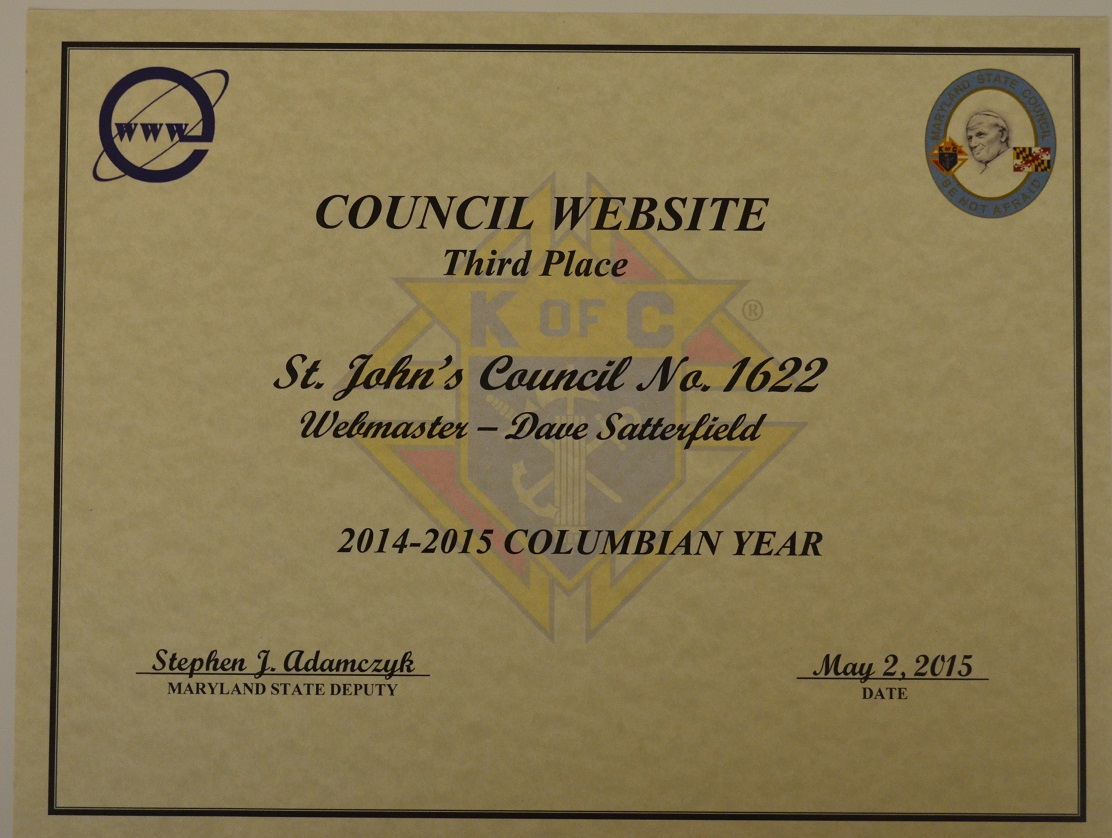 WWW
MARYLAND STATE COUNCIL
K of C
BE NOT AFRAID
COUNCIL WEBSITE
Third Place
K OF C
®
St. John's Council No. 1622
Webmaster – Dave Satterfield
2014-2015 COLUMBIAN YEAR
Stephen J. Adamczyk
MARYLAND STATE DEPUTY
May 2, 2015
DATE